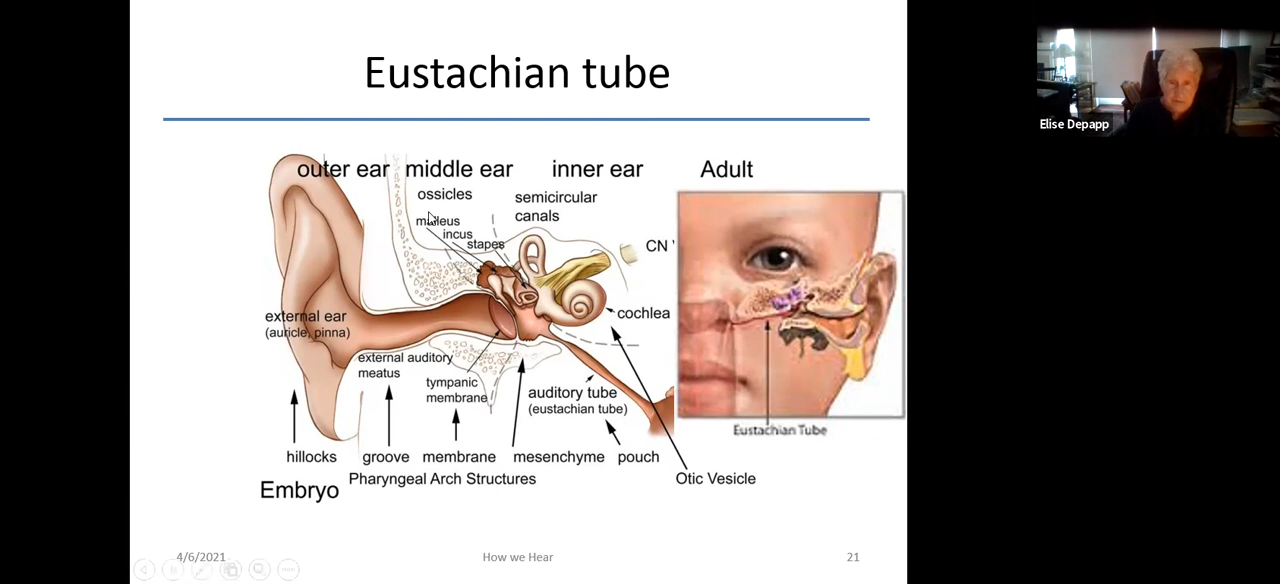 Eustachian tube
Elise Depapp
outer ear middle ear inner ear Adult
ossicles
semicircular
canals
incus
stapes
CN
external ear
(auricle, pinna)
cochlea
external auditory
meatus
tympanic
membrane
auditory tube
(eustachian tube)
Eustachian Tube
hillocks groove membrane mesenchyme pouch
Pharyngeal Arch Structures
Otic Vesicle
Embryo
4/6/2021 How we Hear 21